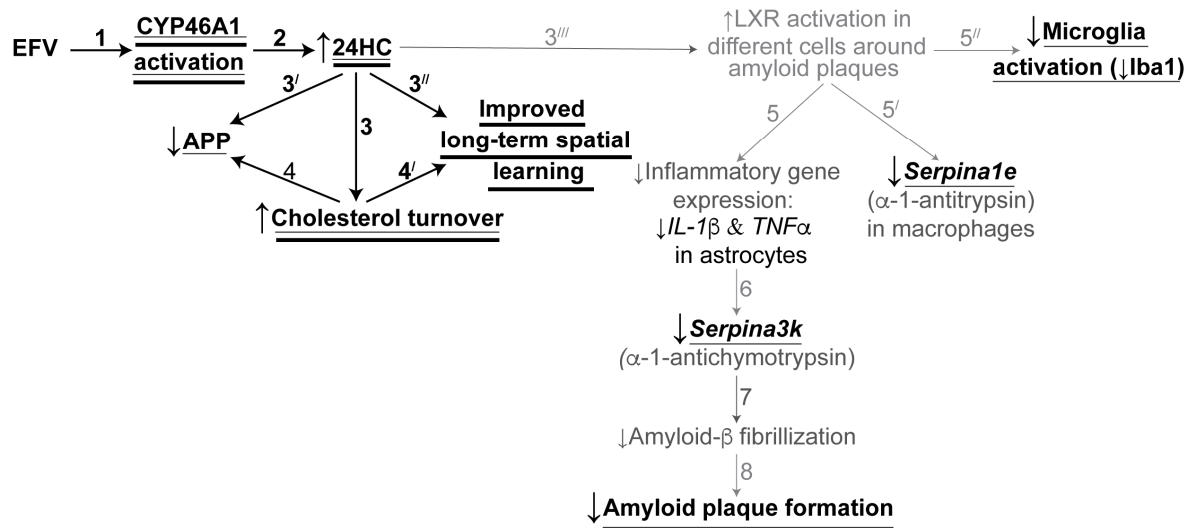 EFV
1
CYP46A1
activation
2
↑24HC
3///
↑LXR activation in
different cells around
amyloid plaques
5//
↓Microglia
activation (↓Iba1)
3/
3
3//
↓APP
Improved
long-term spatial
learning
4
4/
↑Cholesterol turnover
5
5/
↓Inflammatory gene
expression:
↓IL-1β & TNFα
in astrocytes
↓Serpina1e
(α-1-antitrypsin)
in macrophages
6
↓Serpina3k
(α-1-antichymotrypsin)
7
↓Amyloid-β fibrillization
8
↓Amyloid plaque formation